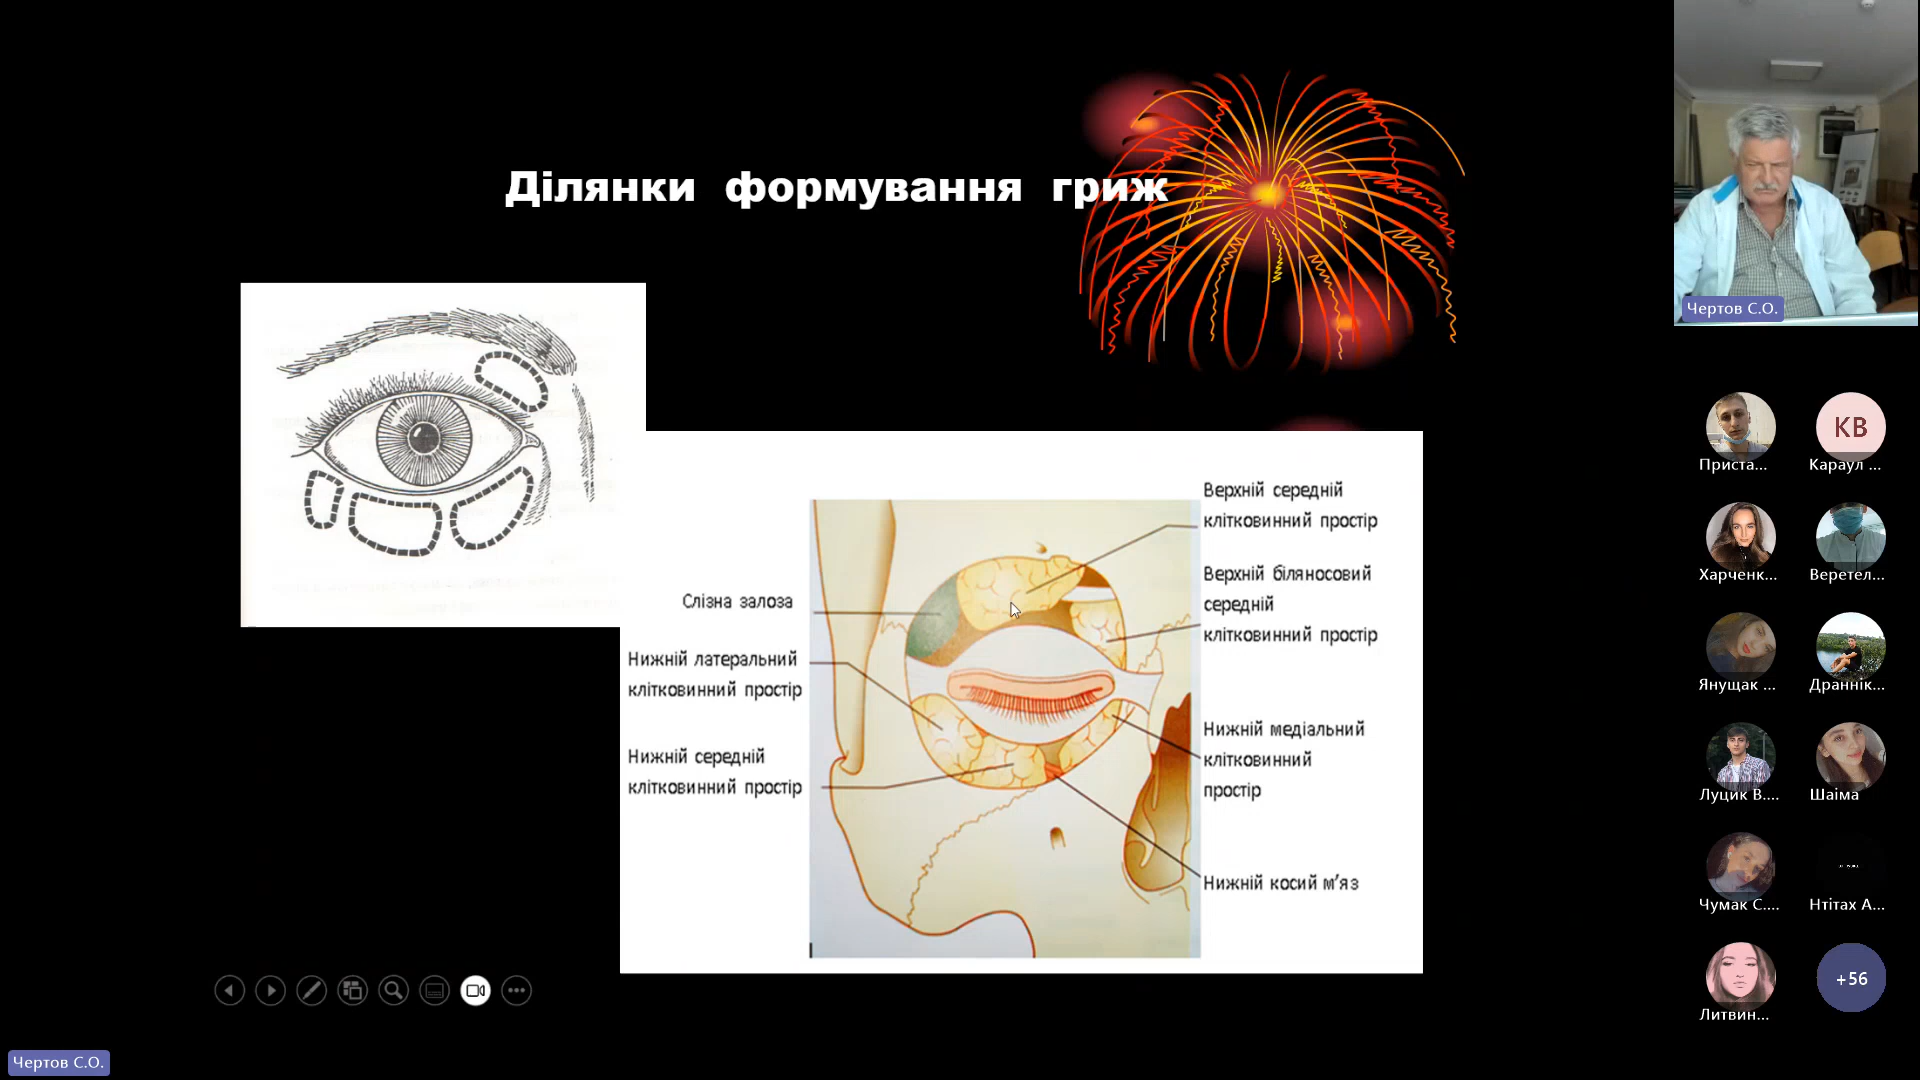 Ділянки формування гриж
Верхній середній
клітковинний простір
Верхній біляносовий
середній
клітковинний простір
Слізна залоза
Нижній латеральний
клітковинний простір
Нижній середній
клітковинний простір
Нижній медіальний
клітковинний
простір
Нижній косий м’яз
Чертов С.О.
Приста...
КВ
Караул ...
Харченк...
Веретел...
Янущак ...
Драннік...
Луцик В....
Шаіма
Чумак С....
Нтітах А...
Литвин...
+56
Чертов С.О.